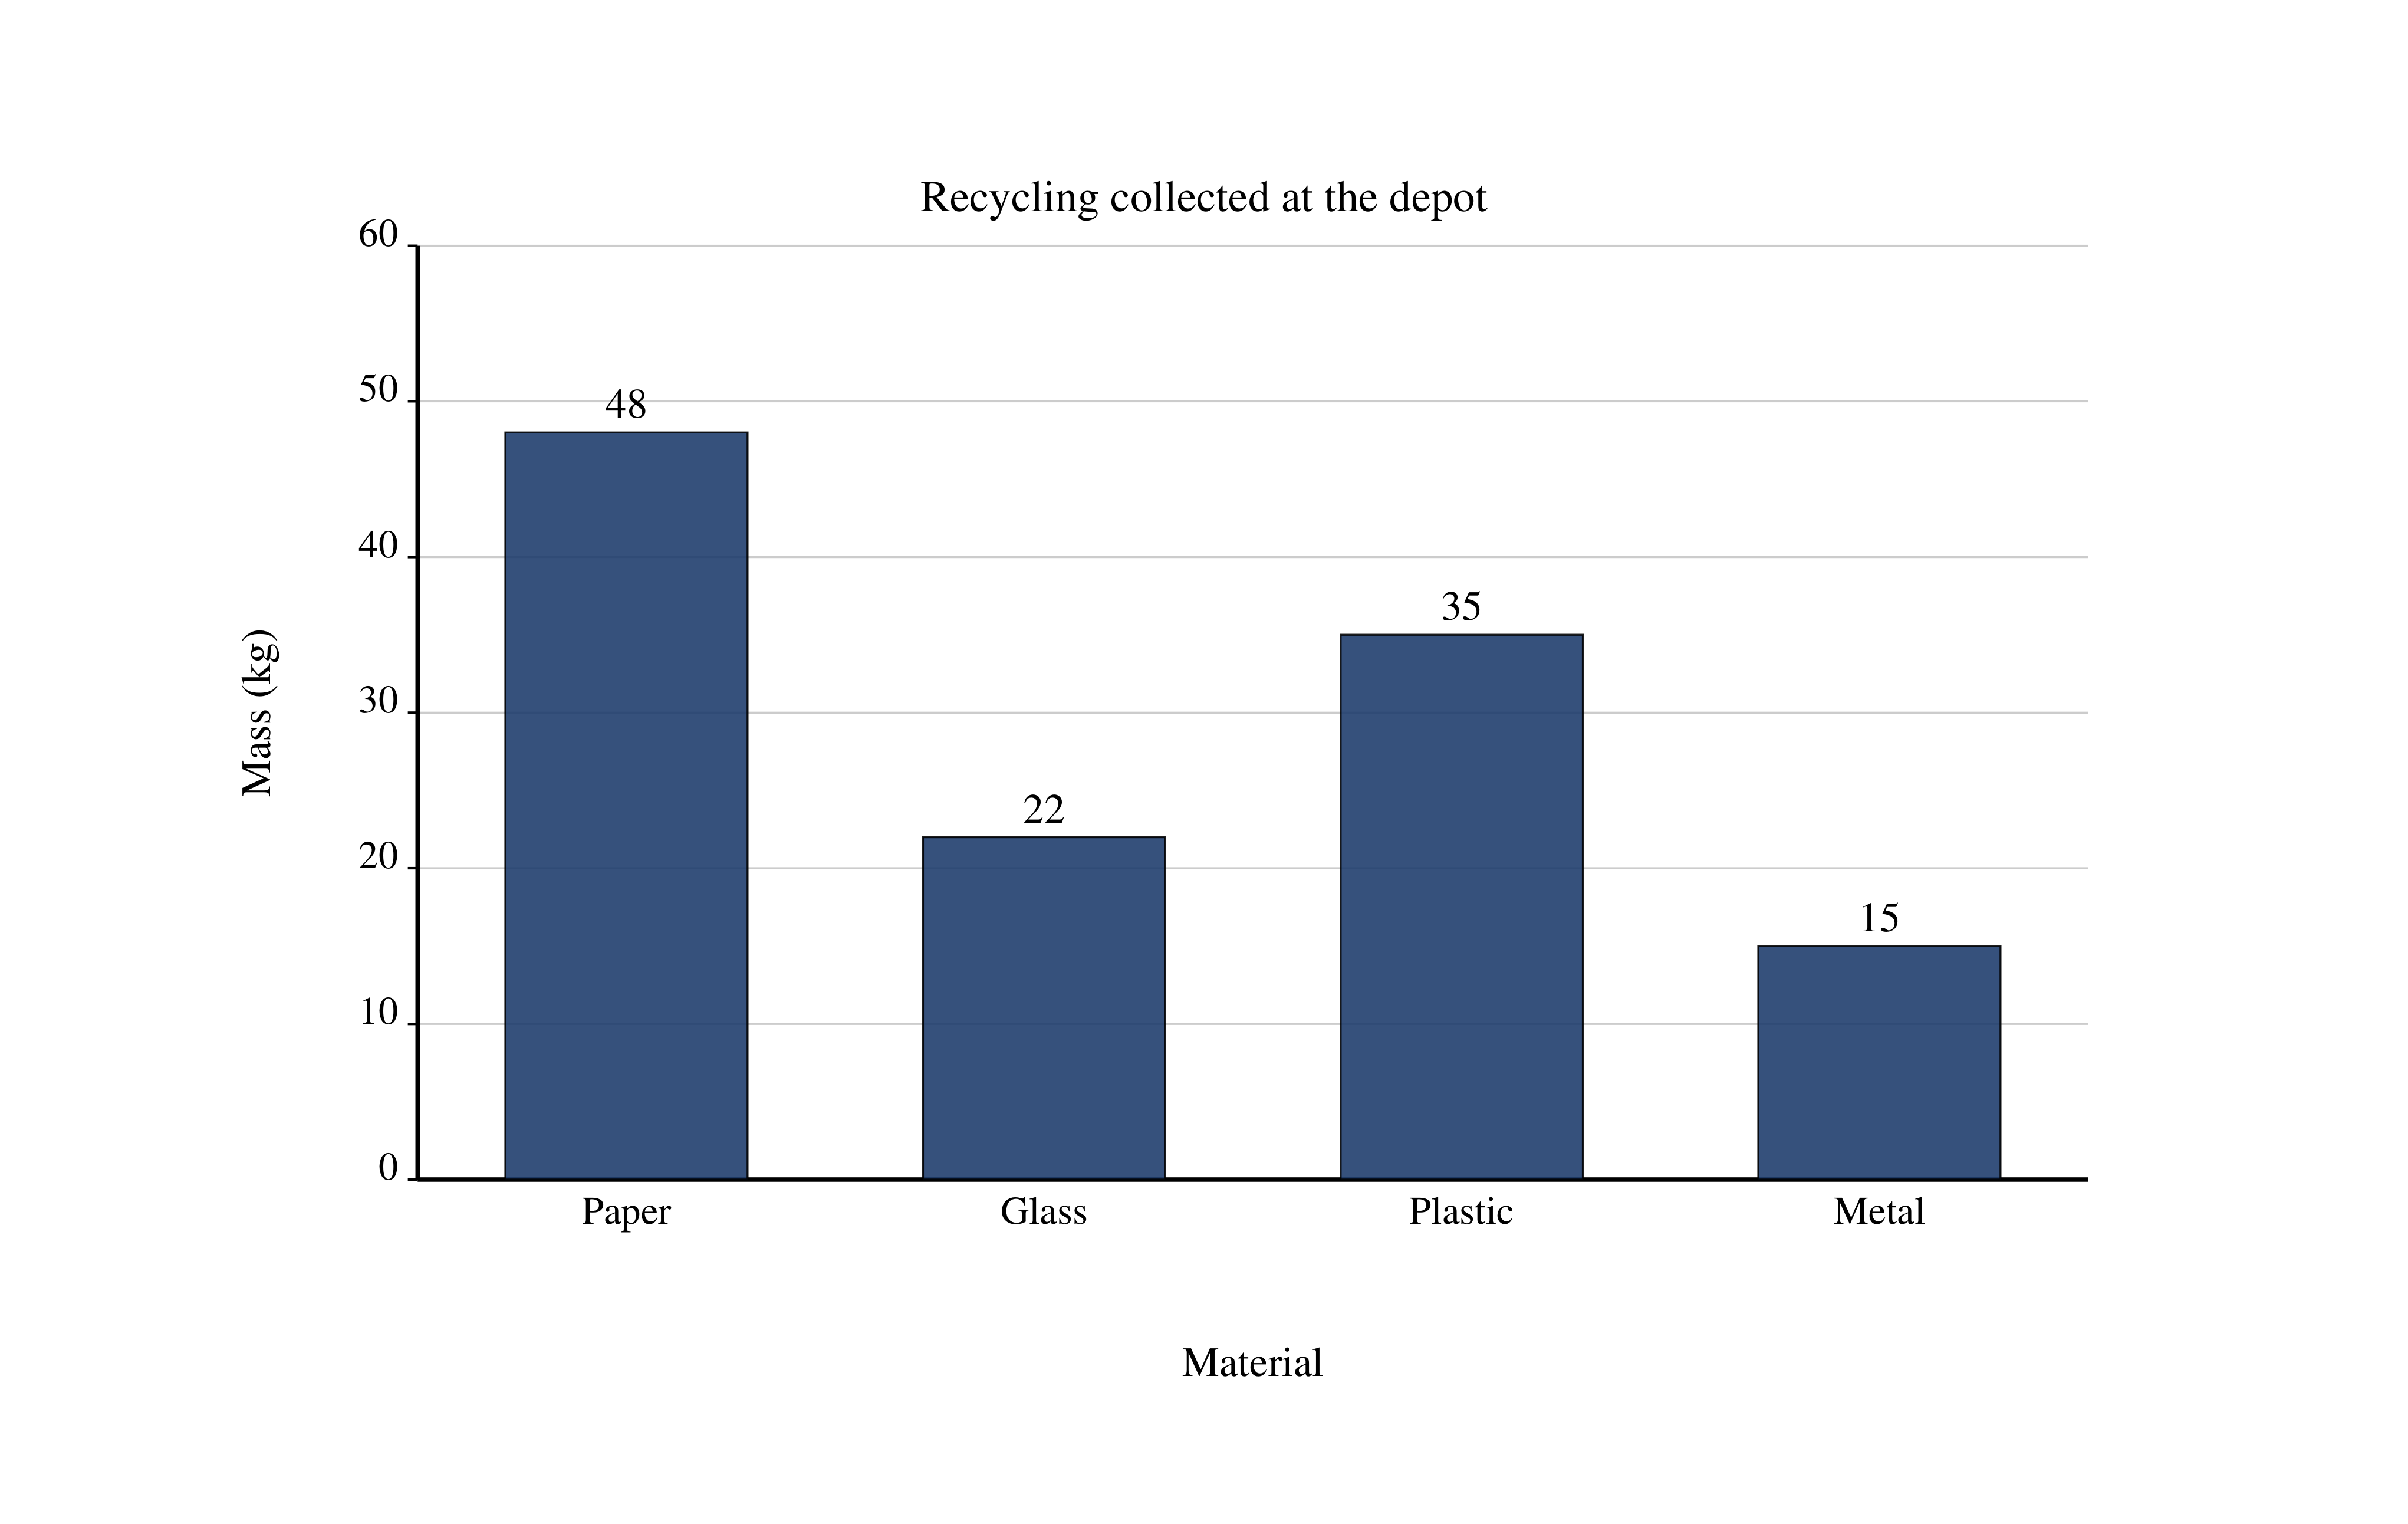 Recycling collected at the depot
60
50
40
30
20
10
0
Mass (kg)
48
22
35
15
Paper
Glass
Plastic
Metal
Material